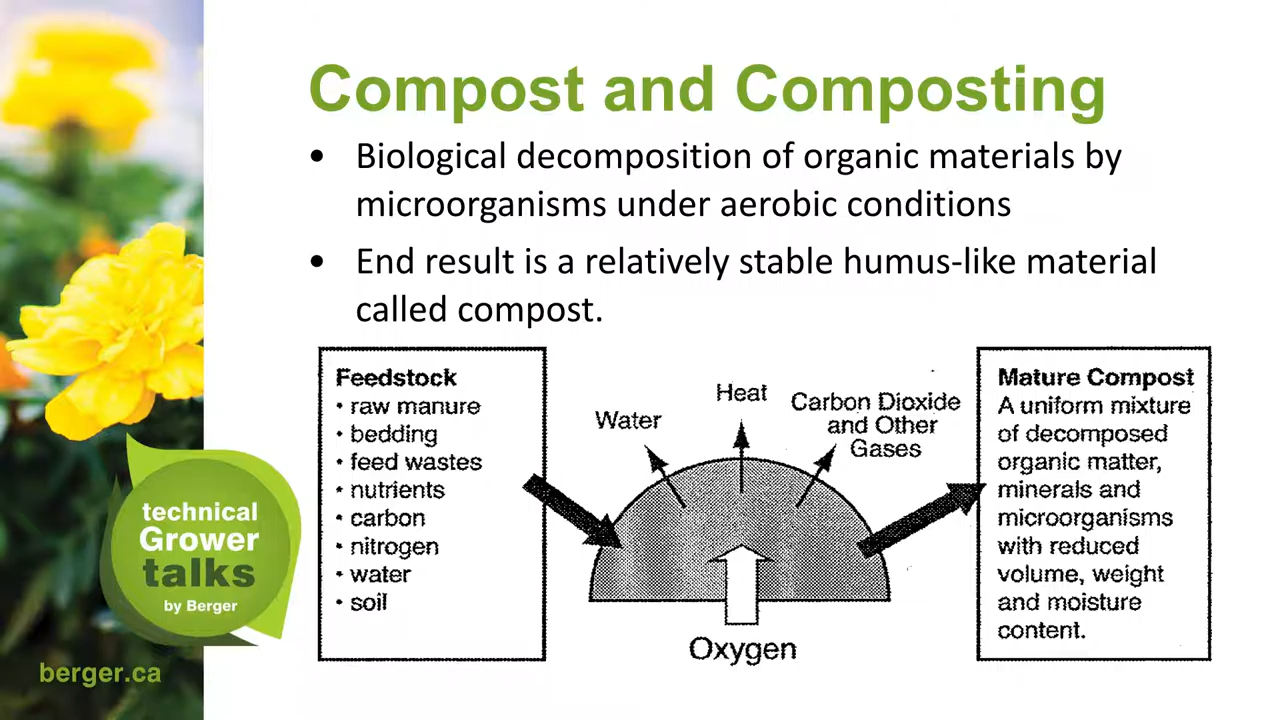 Compost and Composting
• Biological decomposition of organic materials by
microorganisms under aerobic conditions
• End result is a relatively stable humus-like material
called compost.
Feedstock
• raw manure
• bedding
• feed wastes
• nutrients
• carbon
• nitrogen
• water
• soil
Water
Heat
Carbon Dioxide
and Other
Gases
Oxygen
Mature Compost
A uniform mixture
of decomposed
organic matter,
minerals and
microorganisms
with reduced
volume, weight
and moisture
content.
technical
Grower
talks
by Berger
berger.ca